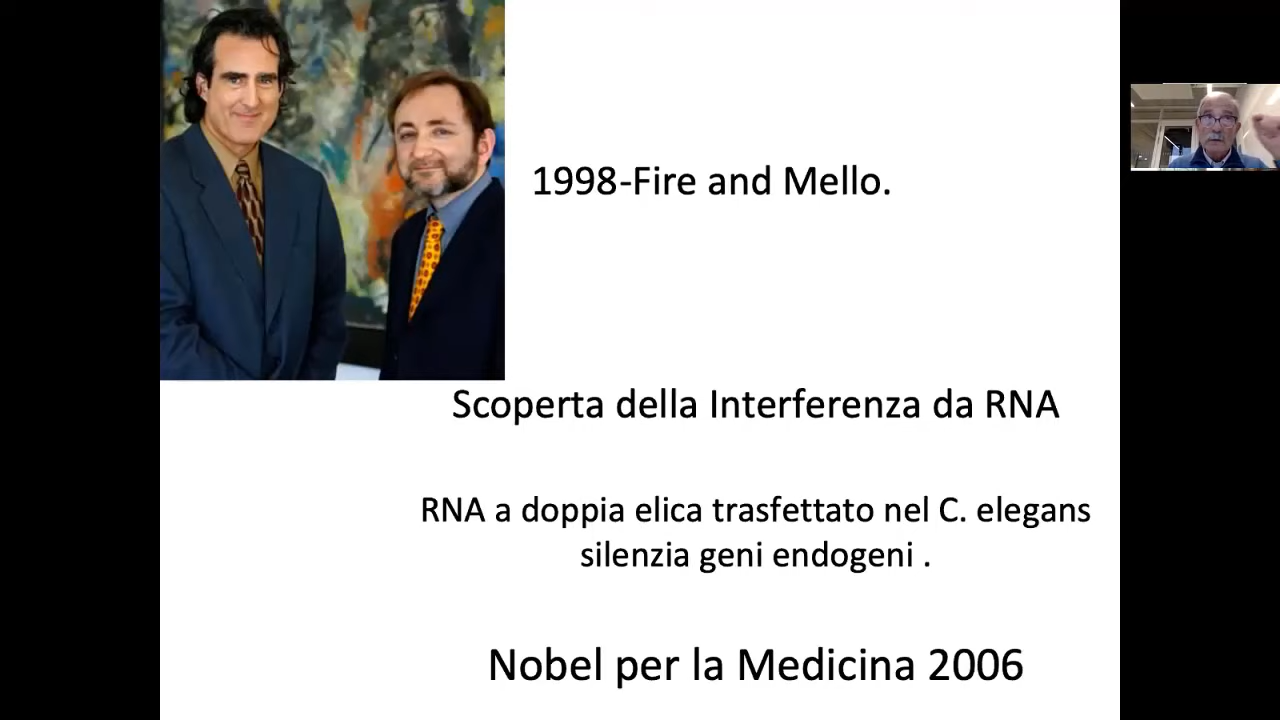 1998-Fire and Mello.
Scoperta della Interferenza da RNA
RNA a doppia elica trasfettato nel C. elegans
silenzia geni endogeni .
Nobel per la Medicina 2006